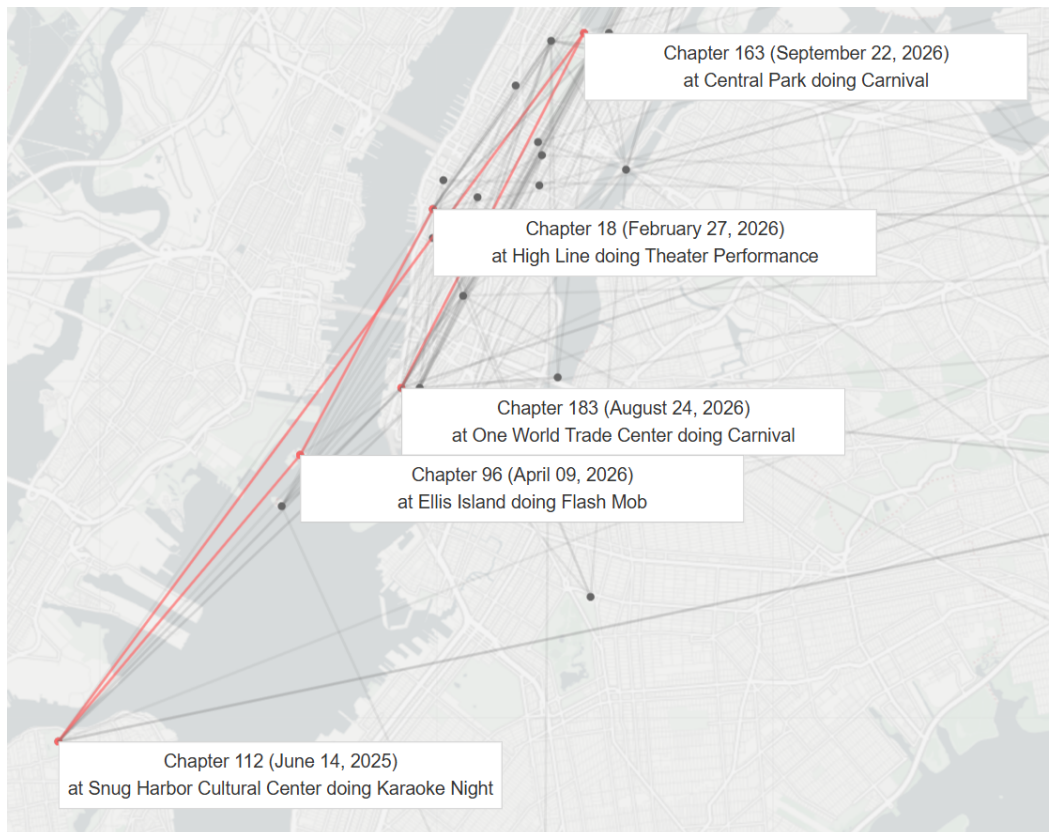 Chapter 163 (September 22, 2026)
at Central Park doing Carnival
Chapter 18 (February 27, 2026)
at High Line doing Theater Performance
Chapter 183 (August 24, 2026)
at One World Trade Center doing Carnival
Chapter 96 (April 09, 2026)
at Ellis Island doing Flash Mob
Chapter 112 (June 14, 2025)
at Snug Harbor Cultural Center doing Karaoke Night